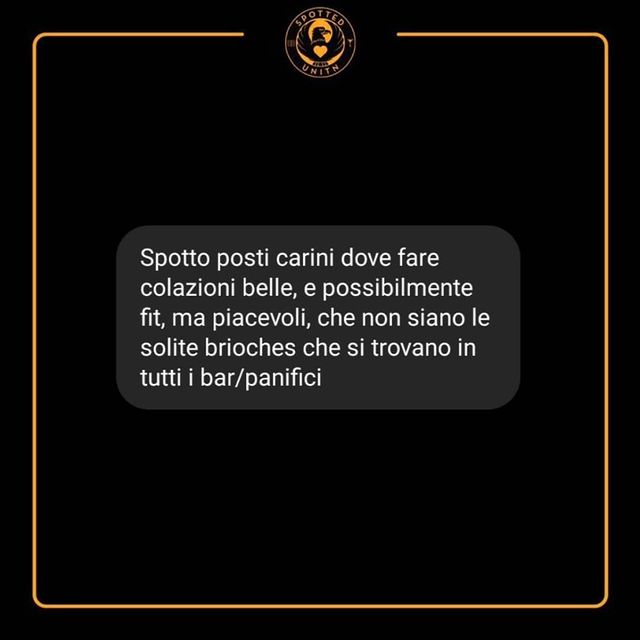 SPOTTED
UNITN
Spotto posti carini dove fare
colazioni belle, e possibilmente
fit, ma piacevoli, che non siano le
solite brioches che si trovano in
tutti i bar/panifici